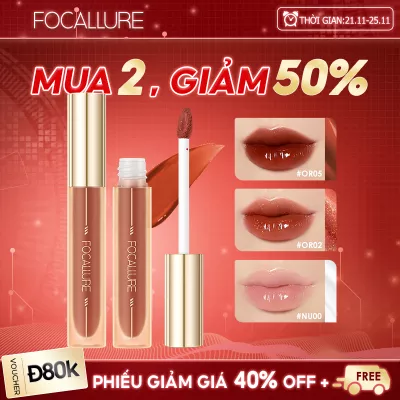 FOCALLURE
THỜI GIAN:21.11-25.11
MUA 2, GIẢM 50%
FOCALLURE
FOCALLURE
#OR05
#OR02
#NU00
VOUCHER
Đ80k
PHIẾU GIẢM GIÁ 40% OFF +
FREE